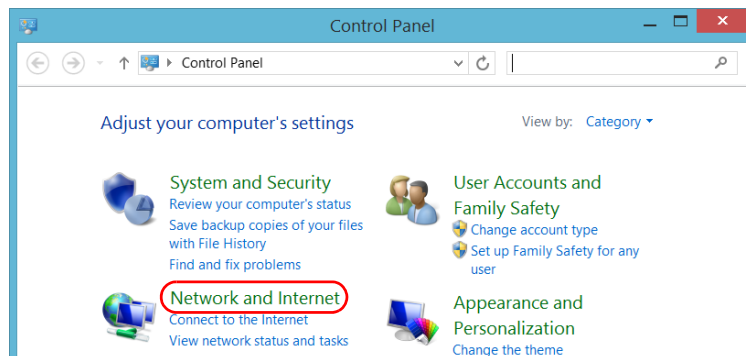 Control Panel
Control Panel
Adjust your computer's settings
View by: Category
System and Security
Review your computer's status
Save backup copies of your files
with File History
Find and fix problems
Network and Internet
Connect to the Internet
View network status and tasks
User Accounts and
Family Safety
Change account type
Set up Family Safety for any
user
Appearance and
Personalization
Change the theme